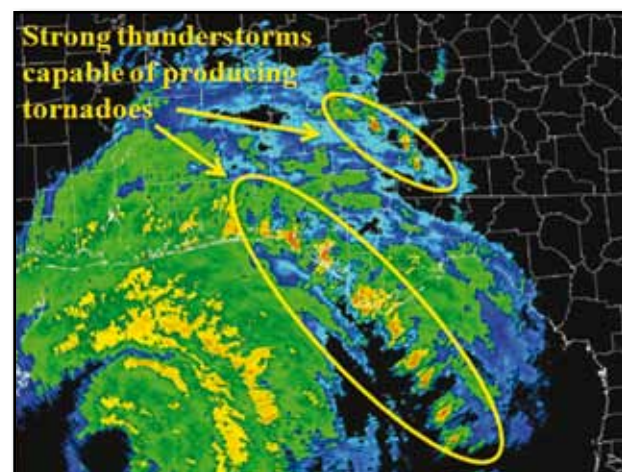 Strong thunderstorms
capable of producing
tornadoes